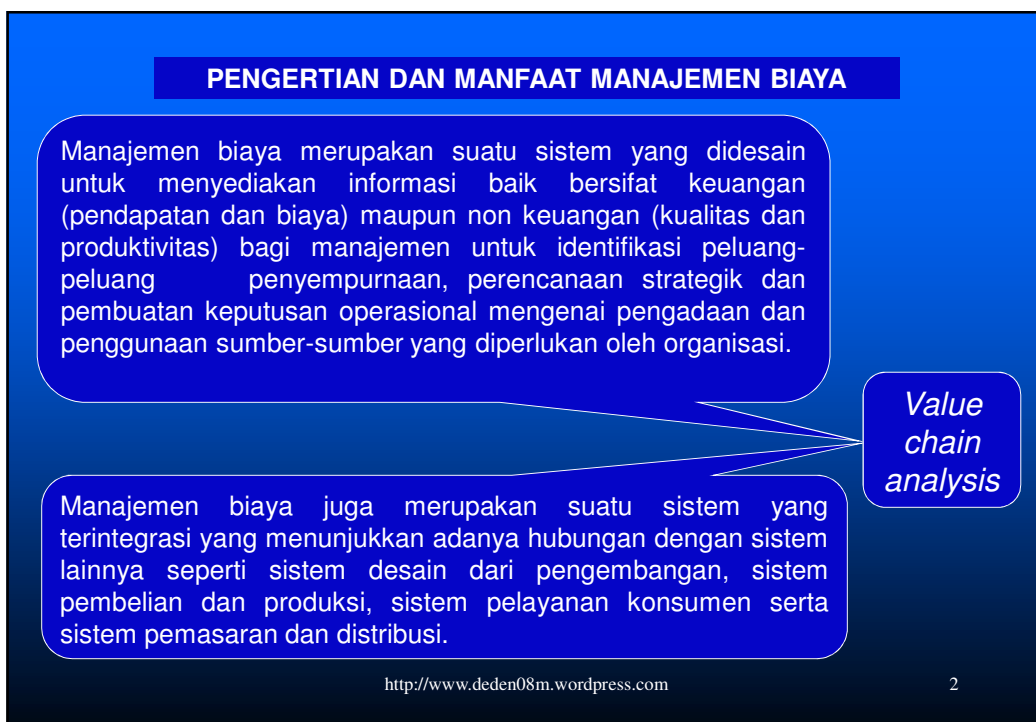 PENGERTIAN DAN MANFAAT MANAJEMEN BIAYA
Manajemen biaya merupakan suatu sistem yang didesain
untuk menyediakan informasi baik bersifat keuangan
(pendapatan dan biaya) maupun non keuangan (kualitas dan
produktivitas) bagi manajemen untuk identifikasi peluang-
peluang penyempurnaan, perencanaan strategik dan
pembuatan keputusan operasional mengenai pengadaan dan
penggunaan sumber-sumber yang diperlukan oleh organisasi.
Value
chain
analysis
Manajemen biaya juga merupakan suatu sistem yang
terintegrasi yang menunjukkan adanya hubungan dengan sistem
lainnya seperti sistem desain dari pengembangan, sistem
pembelian dan produksi, sistem pelayanan konsumen serta
sistem pemasaran dan distribusi.
http://www.deden08m.wordpress.com
2